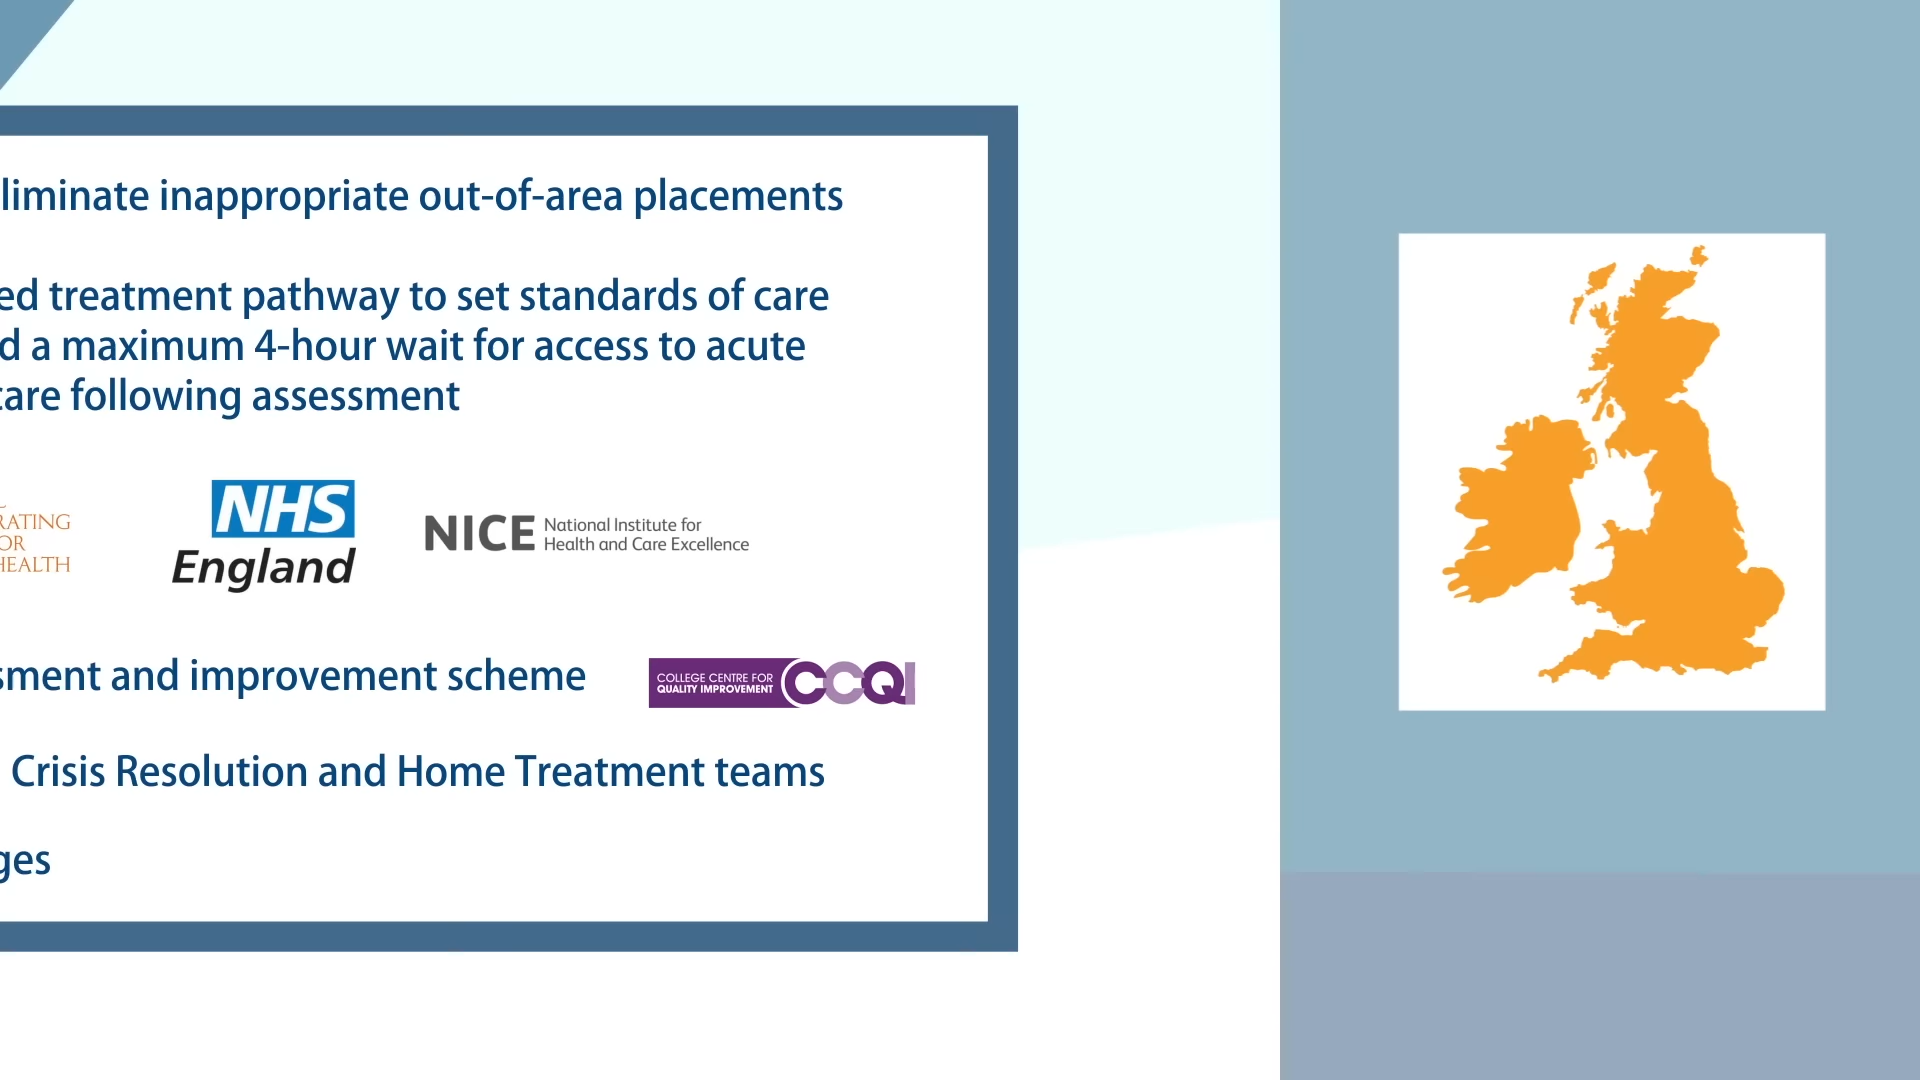 liminate inappropriate out-of-area placements
ed treatment pathway to set standards of care
d a maximum 4-hour wait for access to acute
care following assessment
RATING
OR
HEALTH
NHS
England
NICE National Institute for
Health and Care Excellence
sment and improvement scheme
COLLEGE CENTRE FOR
QUALITY IMPROVEMENT
CCQI
Crisis Resolution and Home Treatment teams
ges